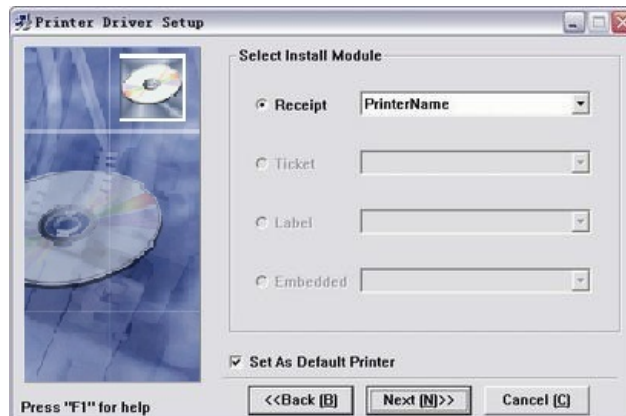 Printer Driver Setup
Select Install Module
Receipt PrinterName
Ticket
Label
Embedded
Set As Default Printer
Press "F1" for help
<<Back (B) Next (N)>> Cancel (C)